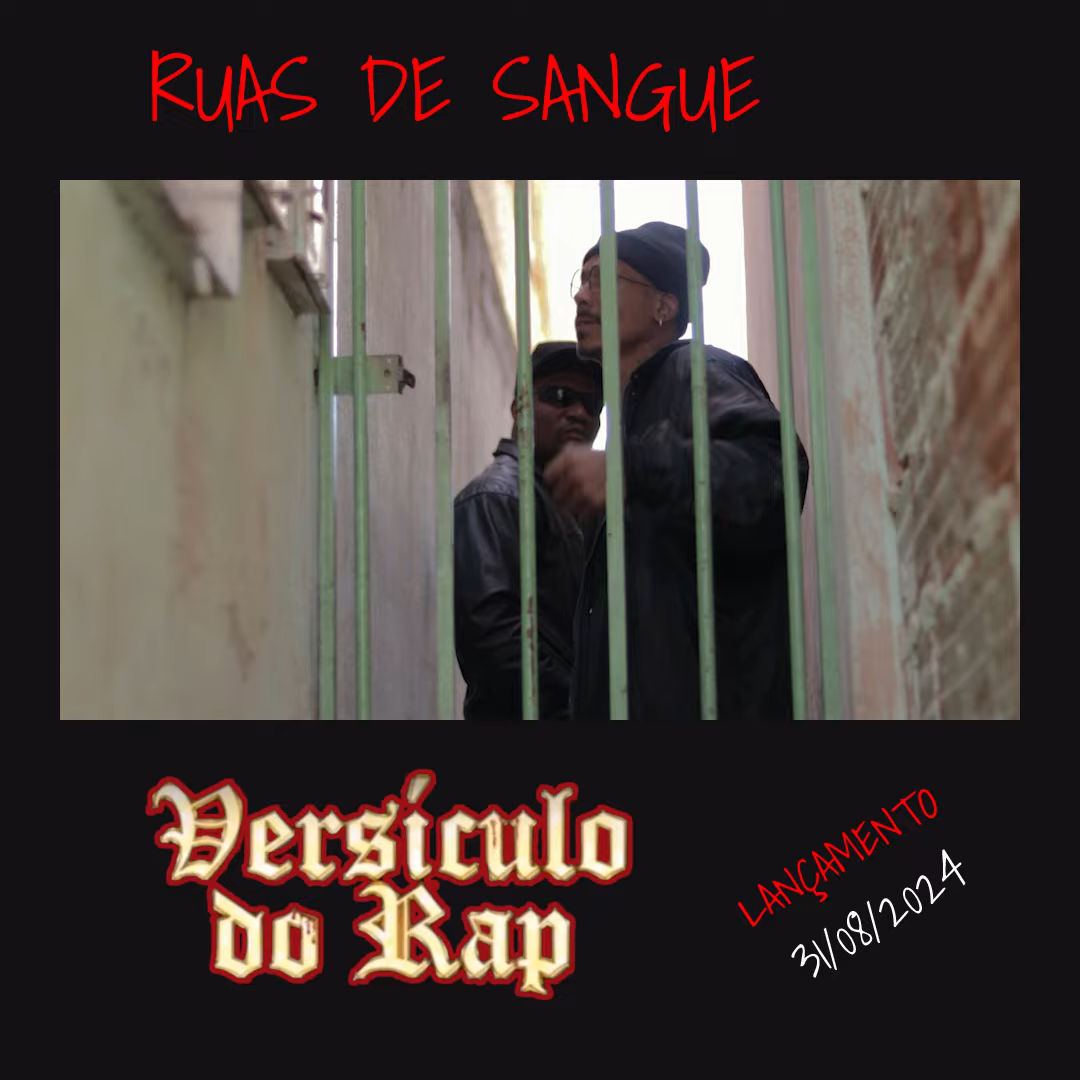 RUAS DE SANGUE
Versículo
do Rap
LANÇAMENTO
31/08/2024